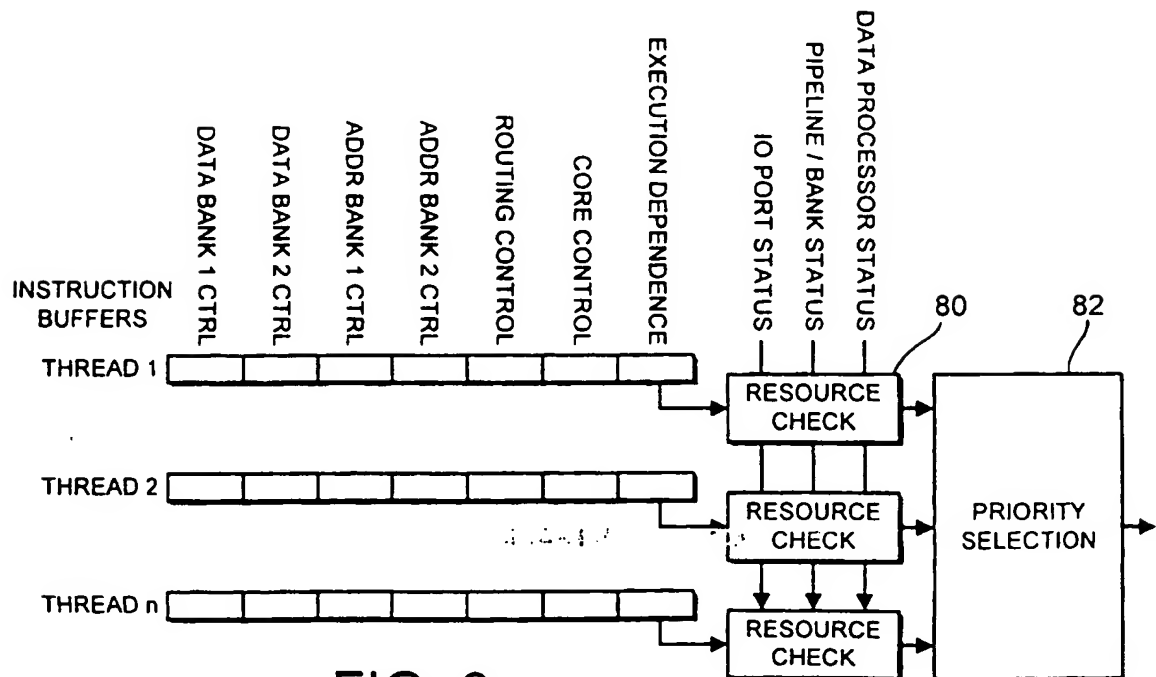 DATA BANK 1 CTRL
DATA BANK 2 CTRL
ADDR BANK 1 CTRL
ADDR BANK 2 CTRL
ROUTING CONTROL
CORE CONTROL
EXECUTION DEPENDENCE
IO PORT STATUS
PIPELINE / BANK STATUS
DATA PROCESSOR STATUS
INSTRUCTION
BUFFERS
80
82
THREAD 1
RESOURCE
CHECK
THREAD 2
RESOURCE
CHECK
PRIORITY
SELECTION
THREAD n
RESOURCE
CHECK